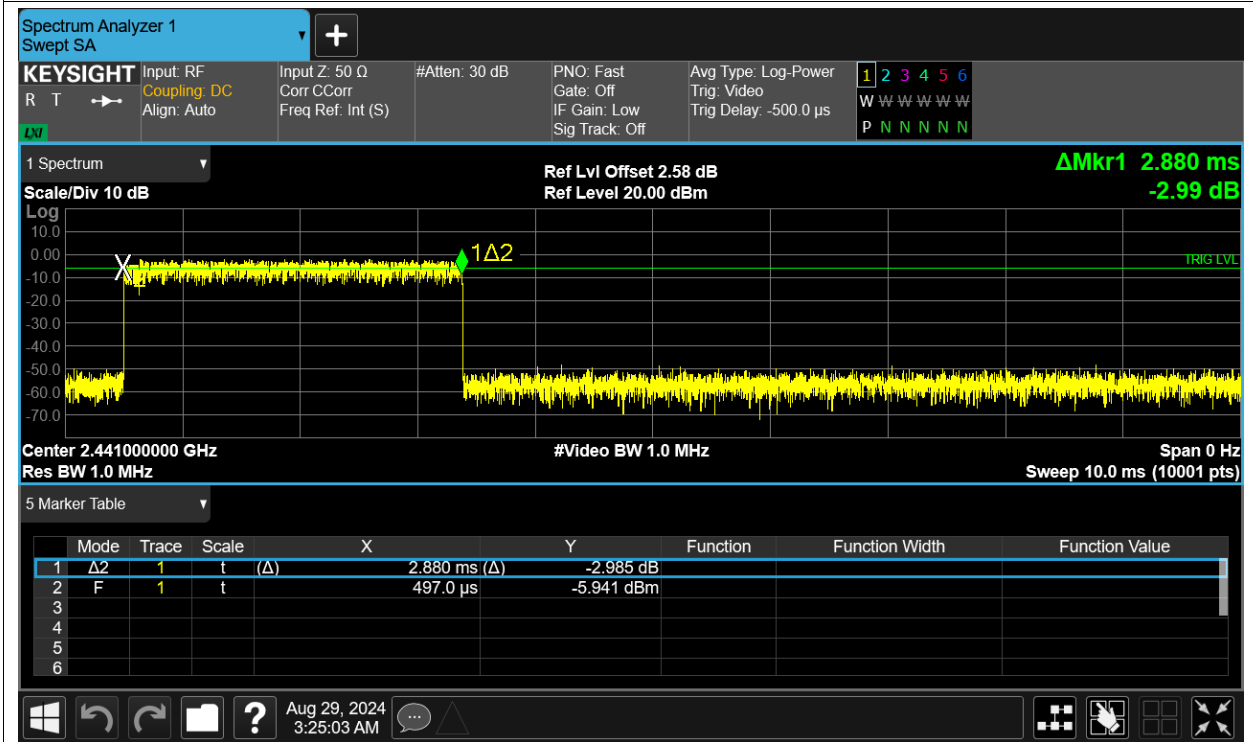 Spectrum Analyzer 1
Swept SA
KEYSIGHT
R T
LXI
Input: RF
Coupling: DC
Align: Auto
Input Z: 50 Ω
Corr CCorr
Freq Ref: Int (S)
#Atten: 30 dB
PNO: Fast
Gate: Off
IF Gain: Low
Sig Track: Off
Avg Type: Log-Power
Trig: Video
Trig Delay: -500.0 µs
1 2 3 4 5 6
W W W W W W
P N N N N N
1 Spectrum
Scale/Div 10 dB
Ref Lvl Offset 2.58 dB
Ref Level 20.00 dBm
ΔMkr1 2.880 ms
-2.99 dB
Log
10.0
0.00
-10.0
-20.0
-30.0
-40.0
-50.0
-60.0
-70.0
X
1Δ2
TRIG LVL
Center 2.441000000 GHz
Res BW 1.0 MHz
#Video BW 1.0 MHz
Span 0 Hz
Sweep 10.0 ms (10001 pts)
5 Marker Table
Mode Trace Scale X Y Function Function Width Function Value
1 Δ2 1 t (Δ) 2.880 ms (Δ) -2.985 dB
2 F 1 t 497.0 µs -5.941 dBm
3
4
5
6
?
Aug 29, 2024
3:25:03 AM